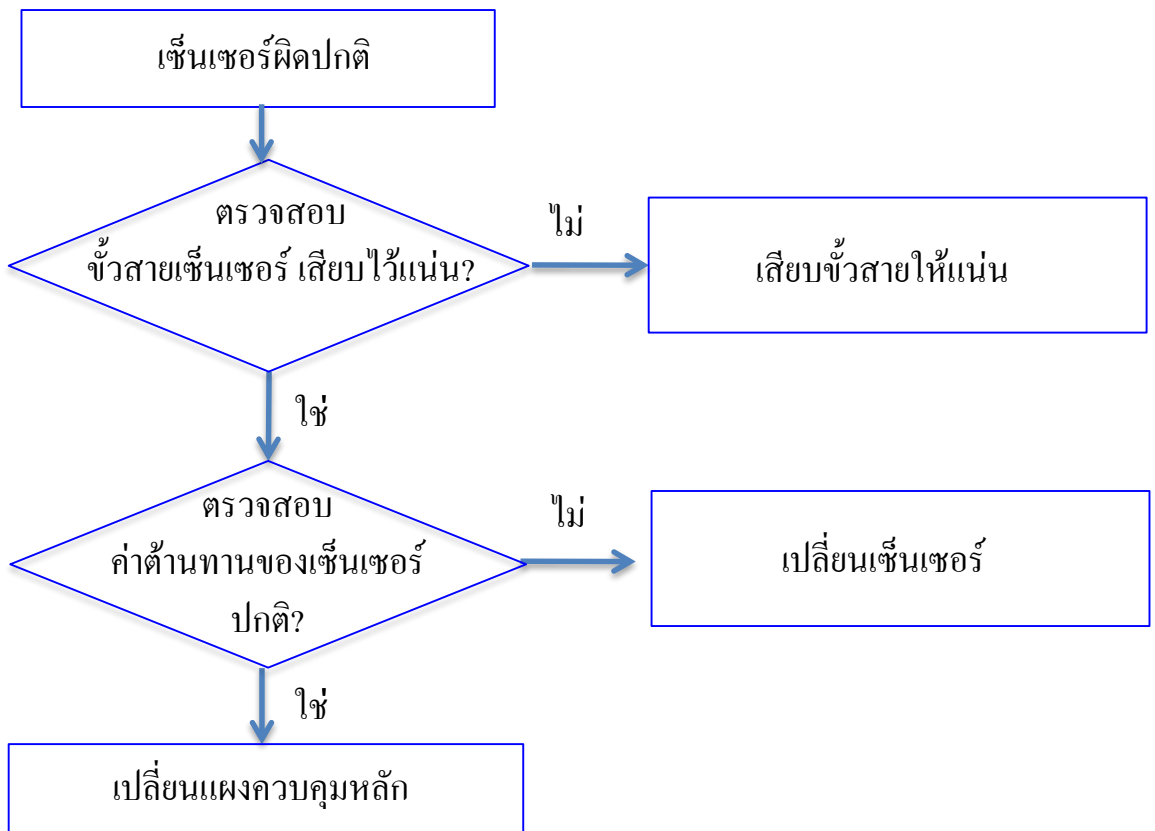 เซ็นเซอร์ผิดปกติ
ตรวจสอบ
ขั้วสายเซ็นเซอร์ เสียบไว้แน่น?
ไม่
เสียบขั้วสายให้แน่น
ใช่
ตรวจสอบ
ค่าต้านทานของเซ็นเซอร์
ปกติ?
ไม่
เปลี่ยนเซ็นเซอร์
ใช่
เปลี่ยนแผงควบคุมหลัก